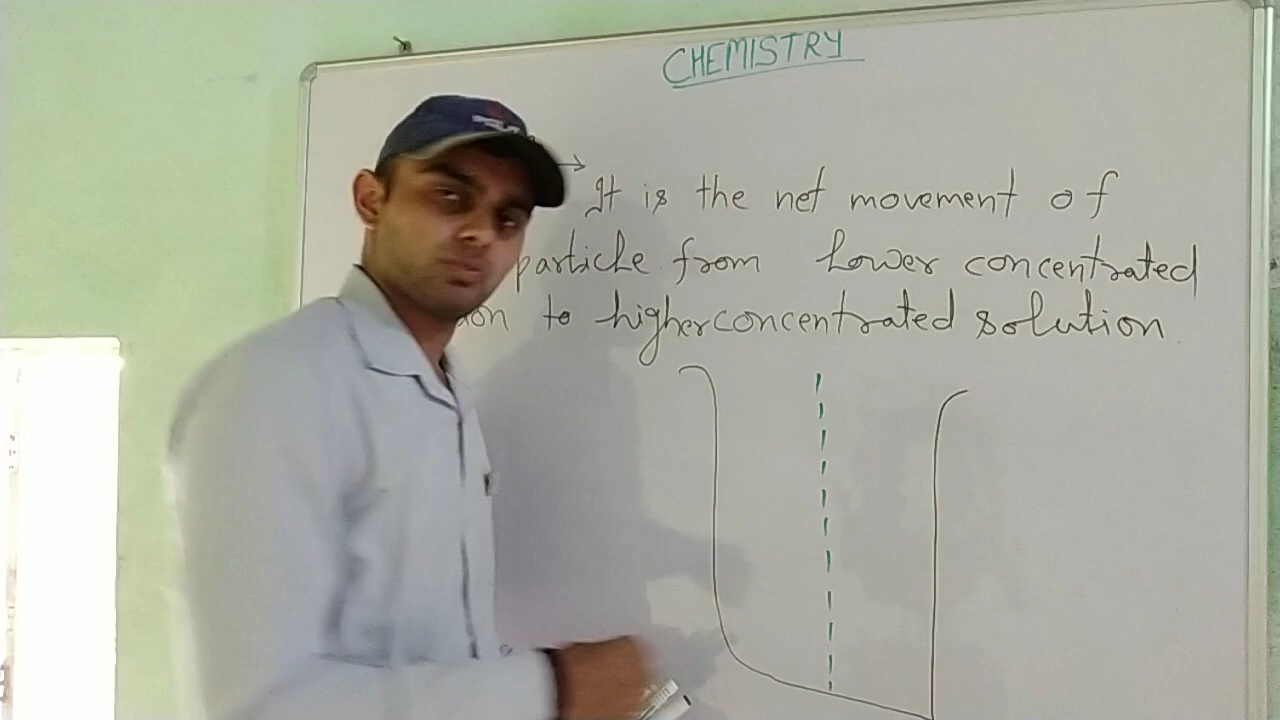 CHEMISTRY
→ It is the net movement of
particle from lower concentrated
to higher concentrated solution.